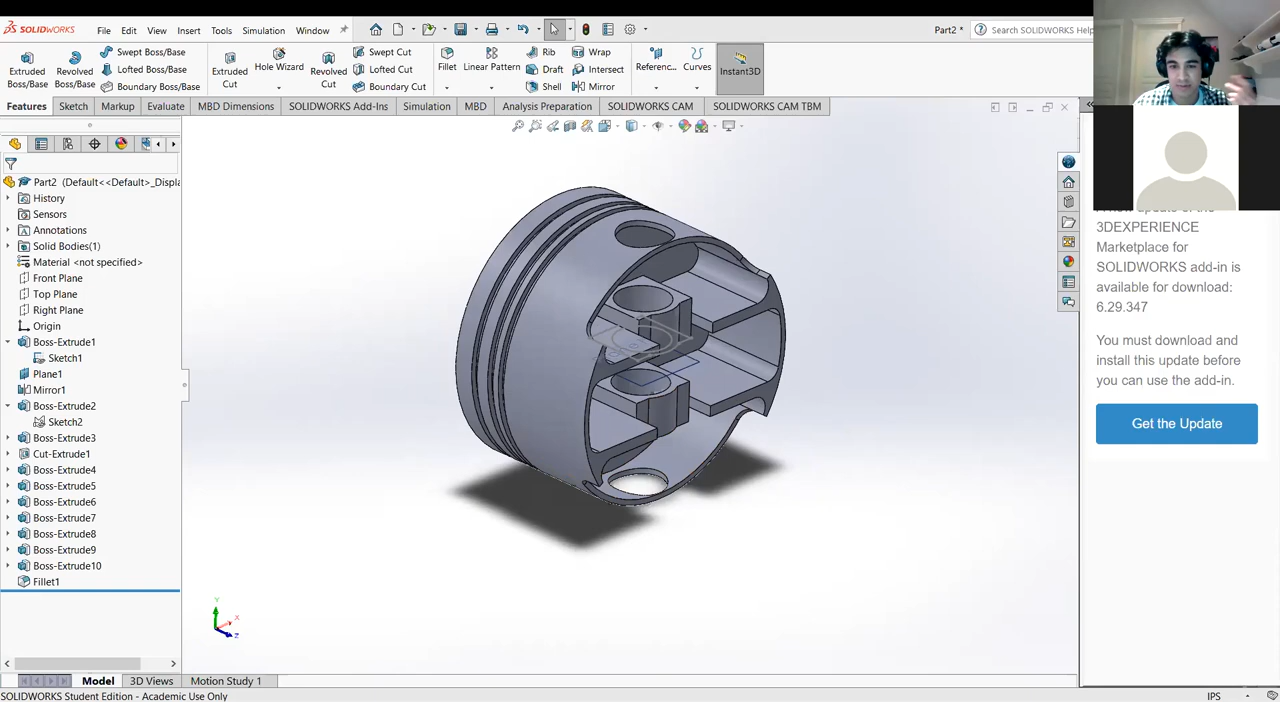 SOLIDWORKS File Edit View Insert Tools Simulation Window Part2 * Search SOLIDWORKS Help
Extruded Boss/Base
Revolved Boss/Base
Swept Boss/Base
Lofted Boss/Base
Boundary Boss/Base
Extruded Cut
Hole Wizard
Revolved Cut
Swept Cut
Lofted Cut
Boundary Cut
Fillet
Linear Pattern
Rib
Draft
Shell
Wrap
Intersect
Mirror
Referenc...
Curves
Instant3D
Features Sketch Markup Evaluate MBD Dimensions SOLIDWORKS Add-Ins Simulation MBD Analysis Preparation SOLIDWORKS CAM SOLIDWORKS CAM TBM
Part2 (Default<<Default>_Displa
History
Sensors
Annotations
Solid Bodies(1)
Material <not specified>
Front Plane
Top Plane
Right Plane
Origin
Boss-Extrude1
Sketch1
Plane1
Mirror1
Boss-Extrude2
Sketch2
Boss-Extrude3
Cut-Extrude1
Boss-Extrude4
Boss-Extrude5
Boss-Extrude6
Boss-Extrude7
Boss-Extrude8
Boss-Extrude9
Boss-Extrude10
Fillet1
Y
X
Z
3DEXPERIENCE
Marketplace for
SOLIDWORKS add-in is
available for download:
6.29.347
You must download and
install this update before
you can use the add-in.
Get the Update
Model 3D Views Motion Study 1
SOLIDWORKS Student Edition - Academic Use Only IPS